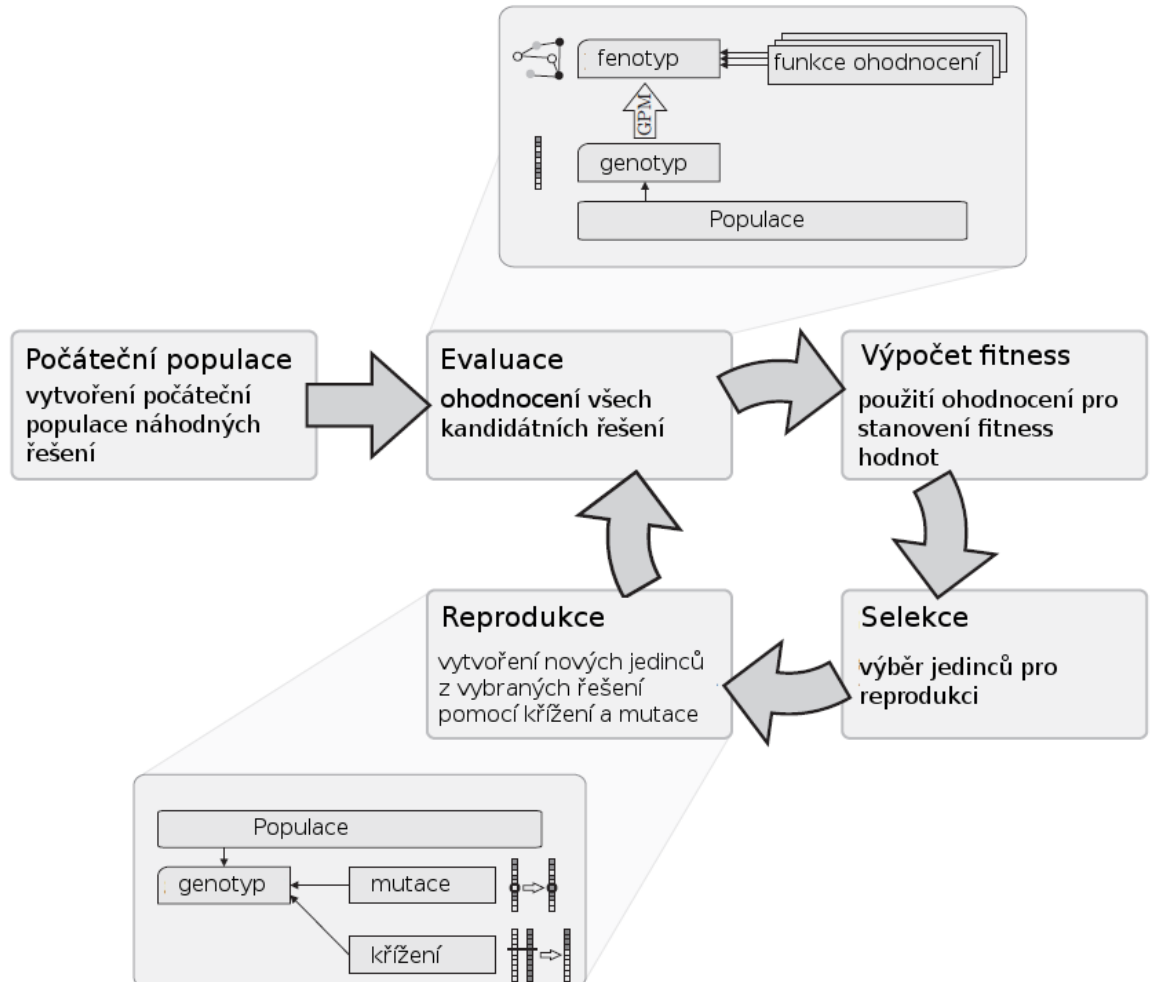 fenotyp
funkce ohodnocení
GPM
genotyp
Populace
Počáteční populace
vytvoření počáteční
populace náhodných
řešení
Evaluace
ohodnocení všech
kandidátních řešení
Výpočet fitness
použití ohodnocení pro
stanovení fitness
hodnot
Reprodukce
vytvoření nových jedinců
z vybraných řešení
pomocí křížení a mutace
Selekce
výběr jedinců pro
reprodukci
Populace
genotyp
mutace
křížení